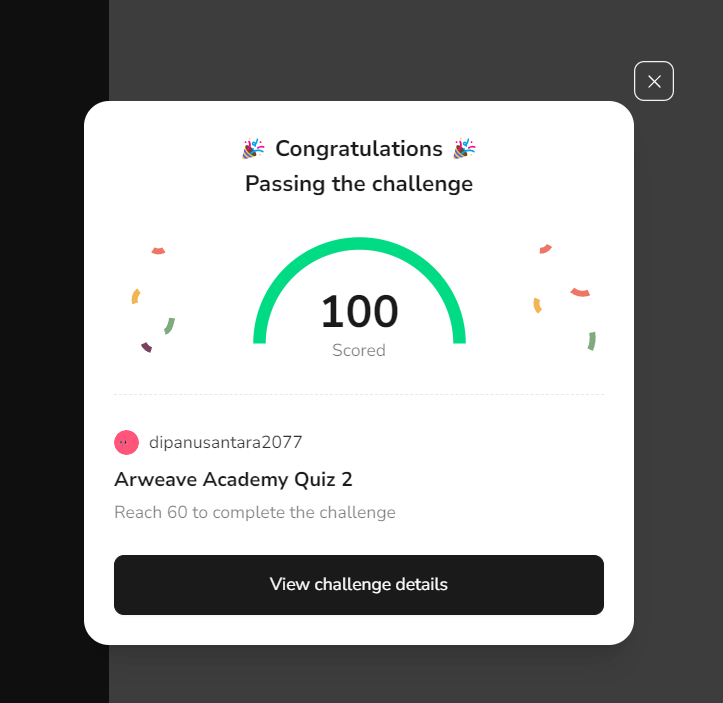 🎉 Congratulations 🎉
Passing the challenge
100
Scored
dipanusantara2077
Arweave Academy Quiz 2
Reach 60 to complete the challenge
View challenge details